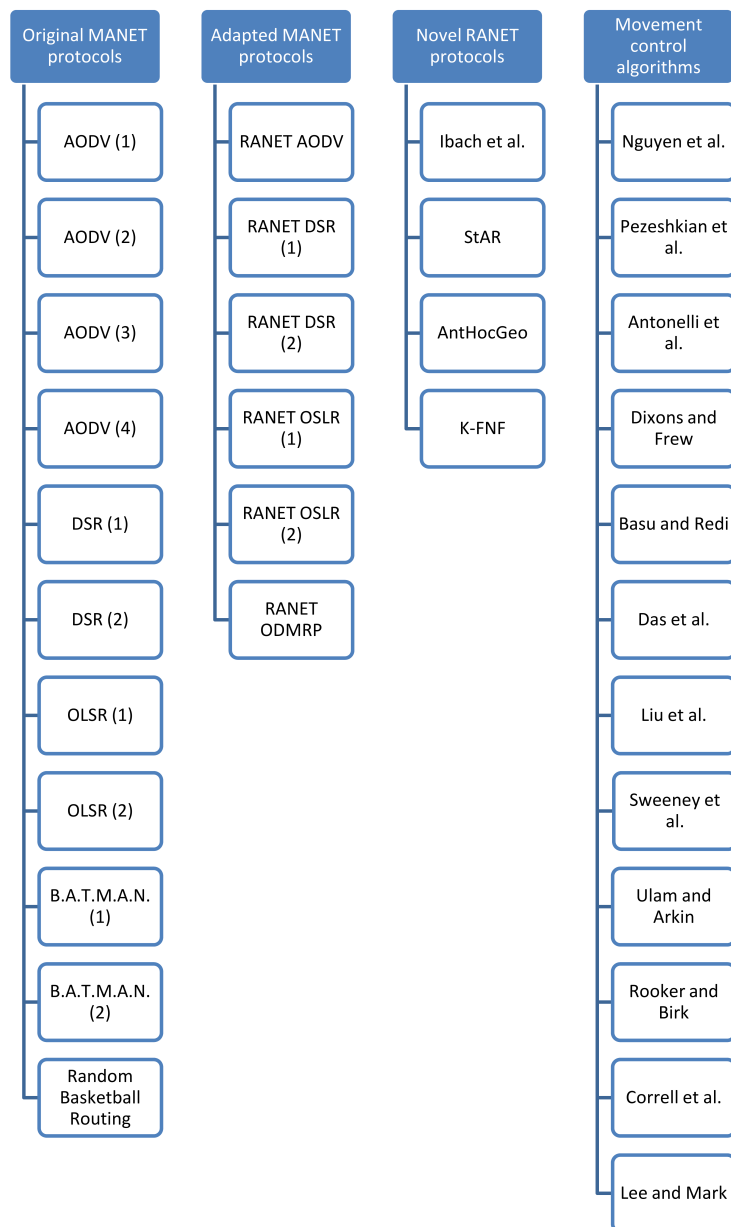 Original MANET
protocols
AODV (1)
AODV (2)
AODV (3)
AODV (4)
DSR (1)
DSR (2)
OLSR (1)
OLSR (2)
B.A.T.M.A.N.
(1)
B.A.T.M.A.N.
(2)
Random
Basketball
Routing
Adapted MANET
protocols
RANET AODV
RANET DSR
(1)
RANET DSR
(2)
RANET OSLR
(1)
RANET OSLR
(2)
RANET
ODMRP
Novel RANET
protocols
Ibach et al.
StAR
AntHocGeo
K-FNF
Movement
control
algorithms
Nguyen et al.
Pezeshkian et
al.
Antonelli et
al.
Dixons and
Frew
Basu and Redi
Das et al.
Liu et al.
Sweeney et
al.
Ulam and
Arkin
Rooker and
Birk
Correll et al.
Lee and Mark